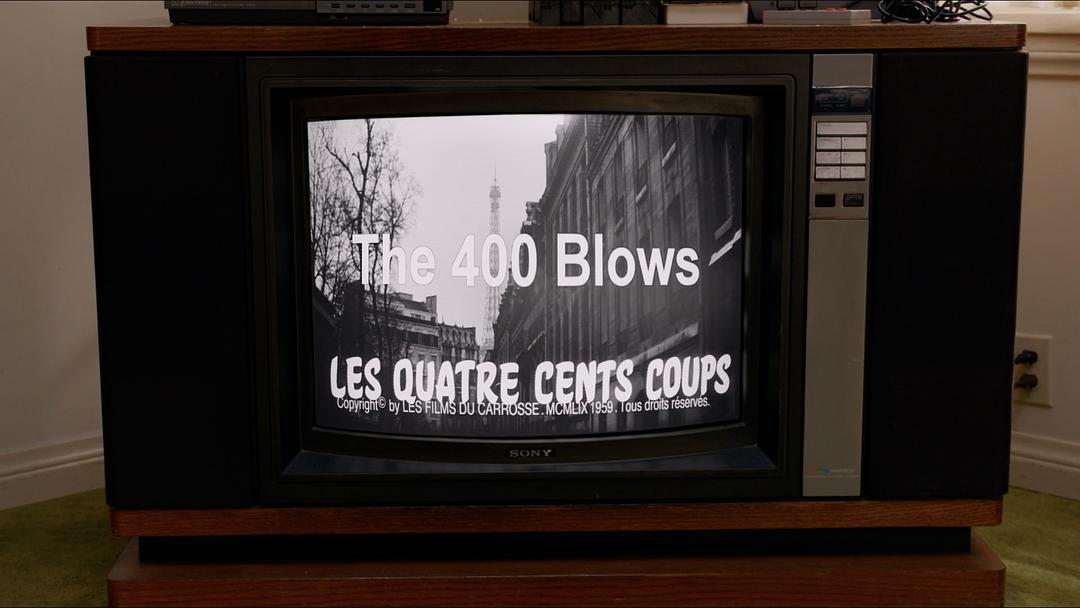 The 400 Blows
LES QUATRE CENTS COUPS
Copyright© by LES FILMS DU CARROSSE . MCMLIX 1959 . Tous droits réservés.
SONY